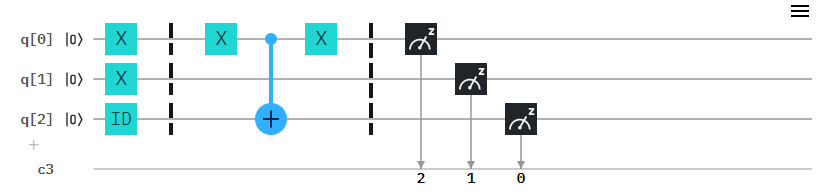 q[0] |0⟩ X X X z
q[1] |0⟩ X z
q[2] |0⟩ ID + z
+
c3
2 1 0